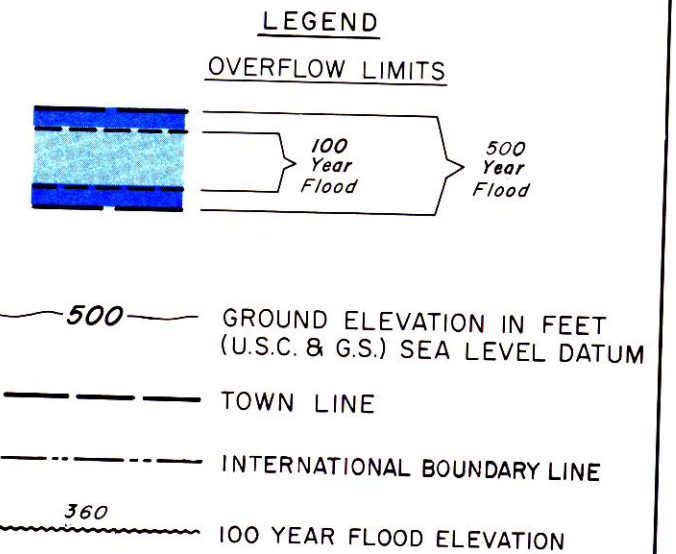 LEGEND
OVERFLOW LIMITS
100
Year
Flood
500
Year
Flood
500
GROUND ELEVATION IN FEET
(U.S.C. & G.S.) SEA LEVEL DATUM
TOWN LINE
INTERNATIONAL BOUNDARY LINE
360
100 YEAR FLOOD ELEVATION